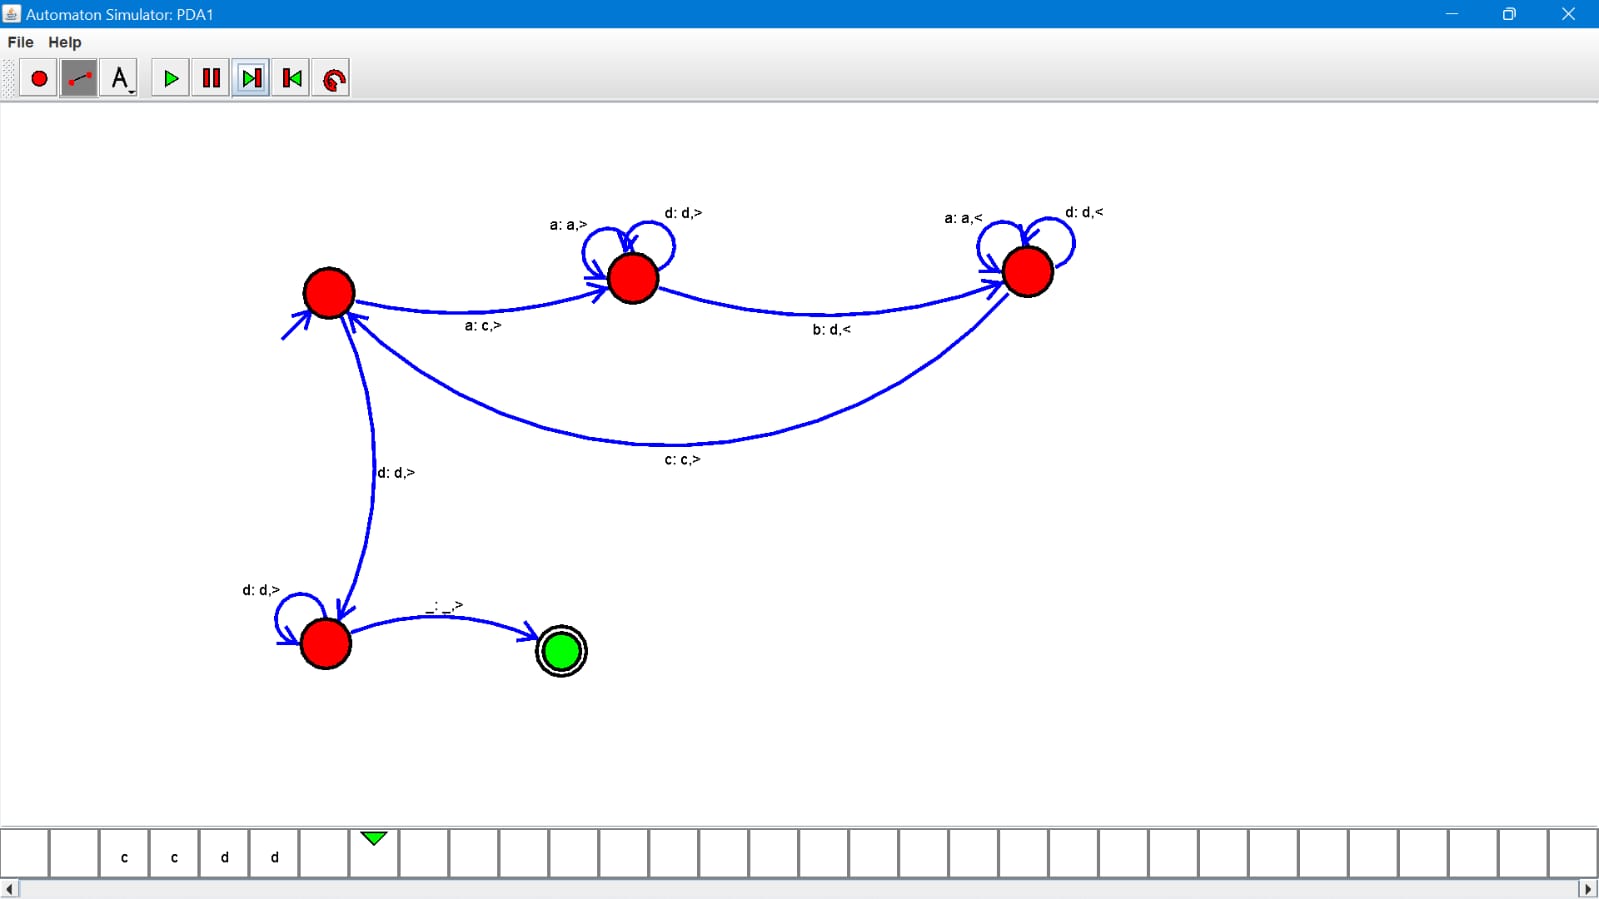 Automaton Simulator: PDA1
File Help
A
d: d,>
a: a,>
d: d,<
a: a,<
a: c,>
b: d,<
c: c,>
d: d,>
d: d,>
_: _,>
c c d d